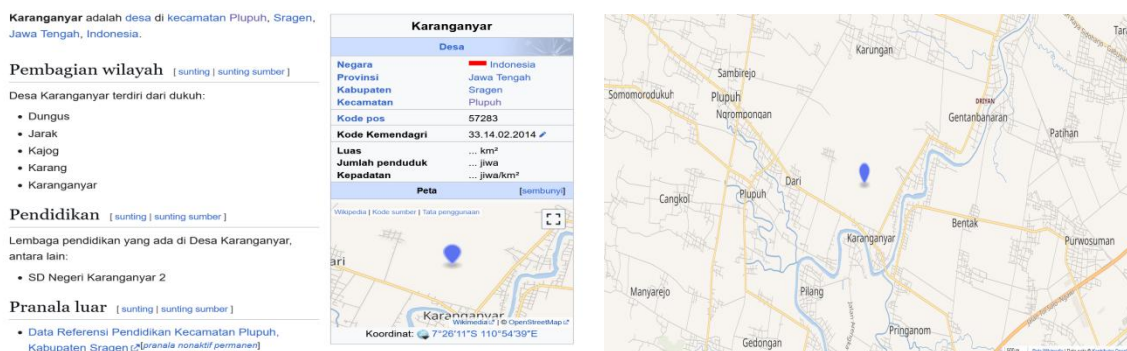 Karanganyar adalah desa di kecamatan Plupuh, Sragen,
Jawa Tengah, Indonesia.
Pembagian wilayah [ sunting | sunting sumber ]
Desa Karanganyar terdiri dari dukuh:
• Dungus
• Jarak
• Kajog
• Karang
• Karanganyar
Pendidikan [ sunting | sunting sumber ]
Lembaga pendidikan yang ada di Desa Karanganyar,
antara lain:
• SD Negeri Karanganyar 2
Pranala luar [ sunting | sunting sumber ]
• Data Referensi Pendidikan Kecamatan Plupuh,
Kabupaten Sragen [pranala nonaktif permanen]
Karanganyar
Desa
Negara Indonesia
Provinsi Jawa Tengah
Kabupaten Sragen
Kecamatan Plupuh
Kode pos 57283
Kode Kemendagri 33.14.02.2014
Luas ... km²
Jumlah penduduk ... jiwa
Kepadatan ... jiwa/km²
Peta [sembunyi]
Wikipedia | Kode sumber | Tata penggunaan
ari
Karanganyar
Wikimedia | © OpenStreetMap
Koordinat: 7°26′11″S 110°54′39″E
Karungan
Sambirejo
Somomorodukuh
Plupuh
Ngrompongan
DRIYAN
Gentanbanaran
Patihan
Dari
Plupuh
Cangkol
Bentak
Karanganyar
Purwosuman
Manyarejo
Pilang
Pringanom
Gedongan